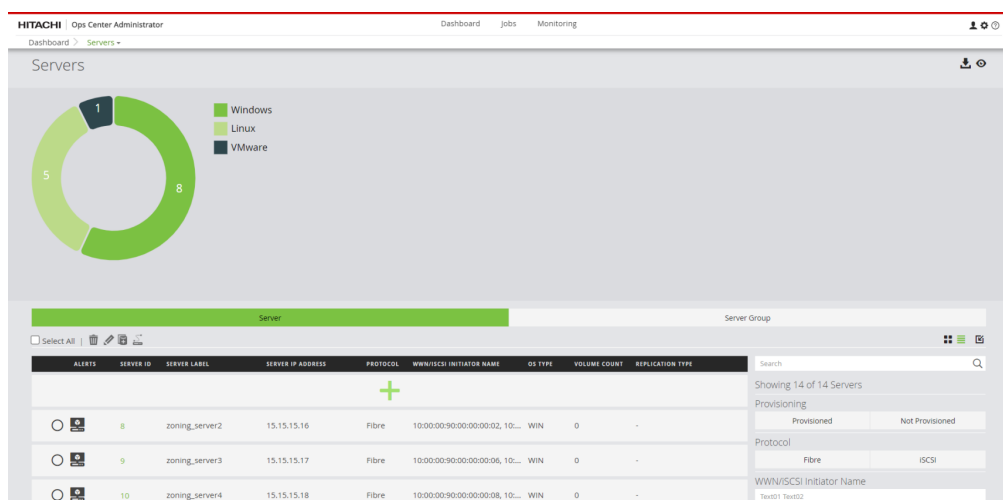 HITACHI Ops Center Administrator Dashboard Jobs Monitoring
Dashboard > Servers
Servers
1
5
8
Windows
Linux
VMware
Server Server Group
Select All
ALERTS SERVER ID SERVER LABEL SERVER IP ADDRESS PROTOCOL WWN/ISCSI INITIATOR NAME OS TYPE VOLUME COUNT REPLICATION TYPE
Search
Showing 14 of 14 Servers
Provisioning
Provisioned Not Provisioned
8 zoning_server2 15.15.15.16 Fibre 10:00:00:90:00:00:00:02, 10:... WIN 0 -
Protocol
Fibre iSCSI
9 zoning_server3 15.15.15.17 Fibre 10:00:00:90:00:00:00:06, 10:... WIN 0 -
WWN/iSCSI Initiator Name
Text01 Text02
10 zoning_server4 15.15.15.18 Fibre 10:00:00:90:00:00:00:08, 10:... WIN 0 -